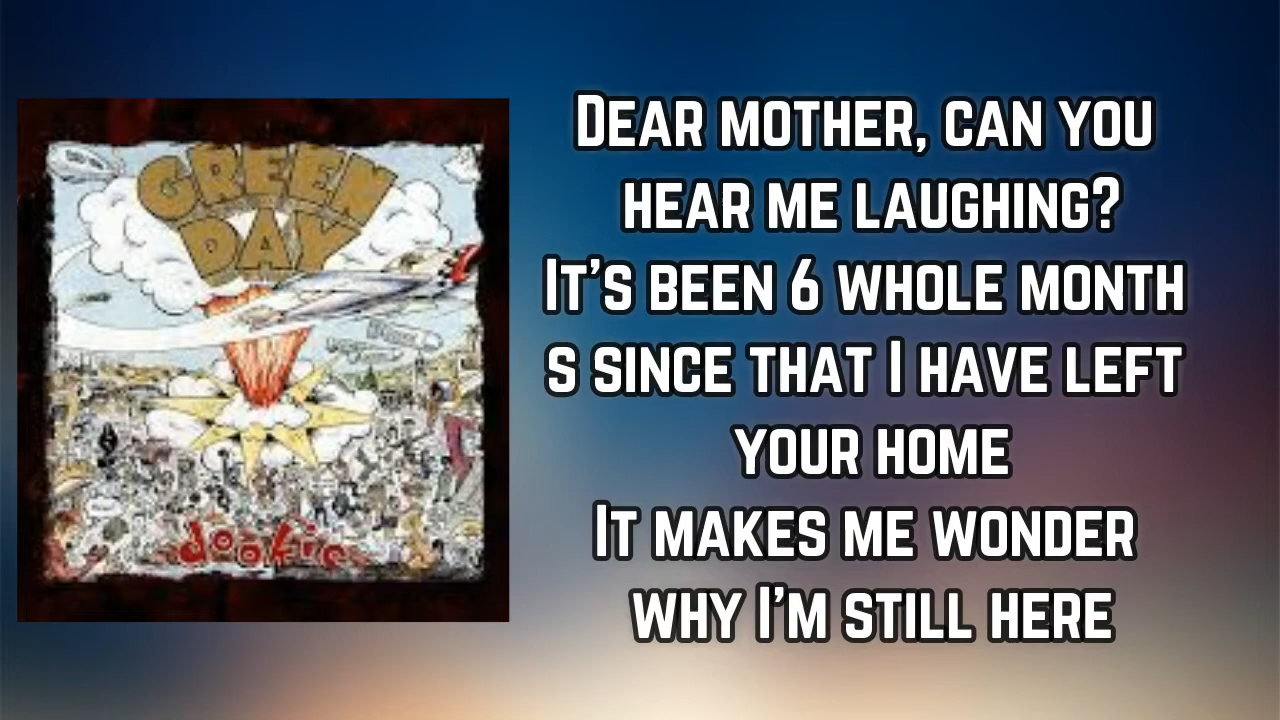 GREEN
DAY
dookie
DEAR MOTHER, CAN YOU
HEAR ME LAUGHING?
IT'S BEEN 6 WHOLE MONTH
S SINCE THAT I HAVE LEFT
YOUR HOME
IT MAKES ME WONDER
WHY I'M STILL HERE